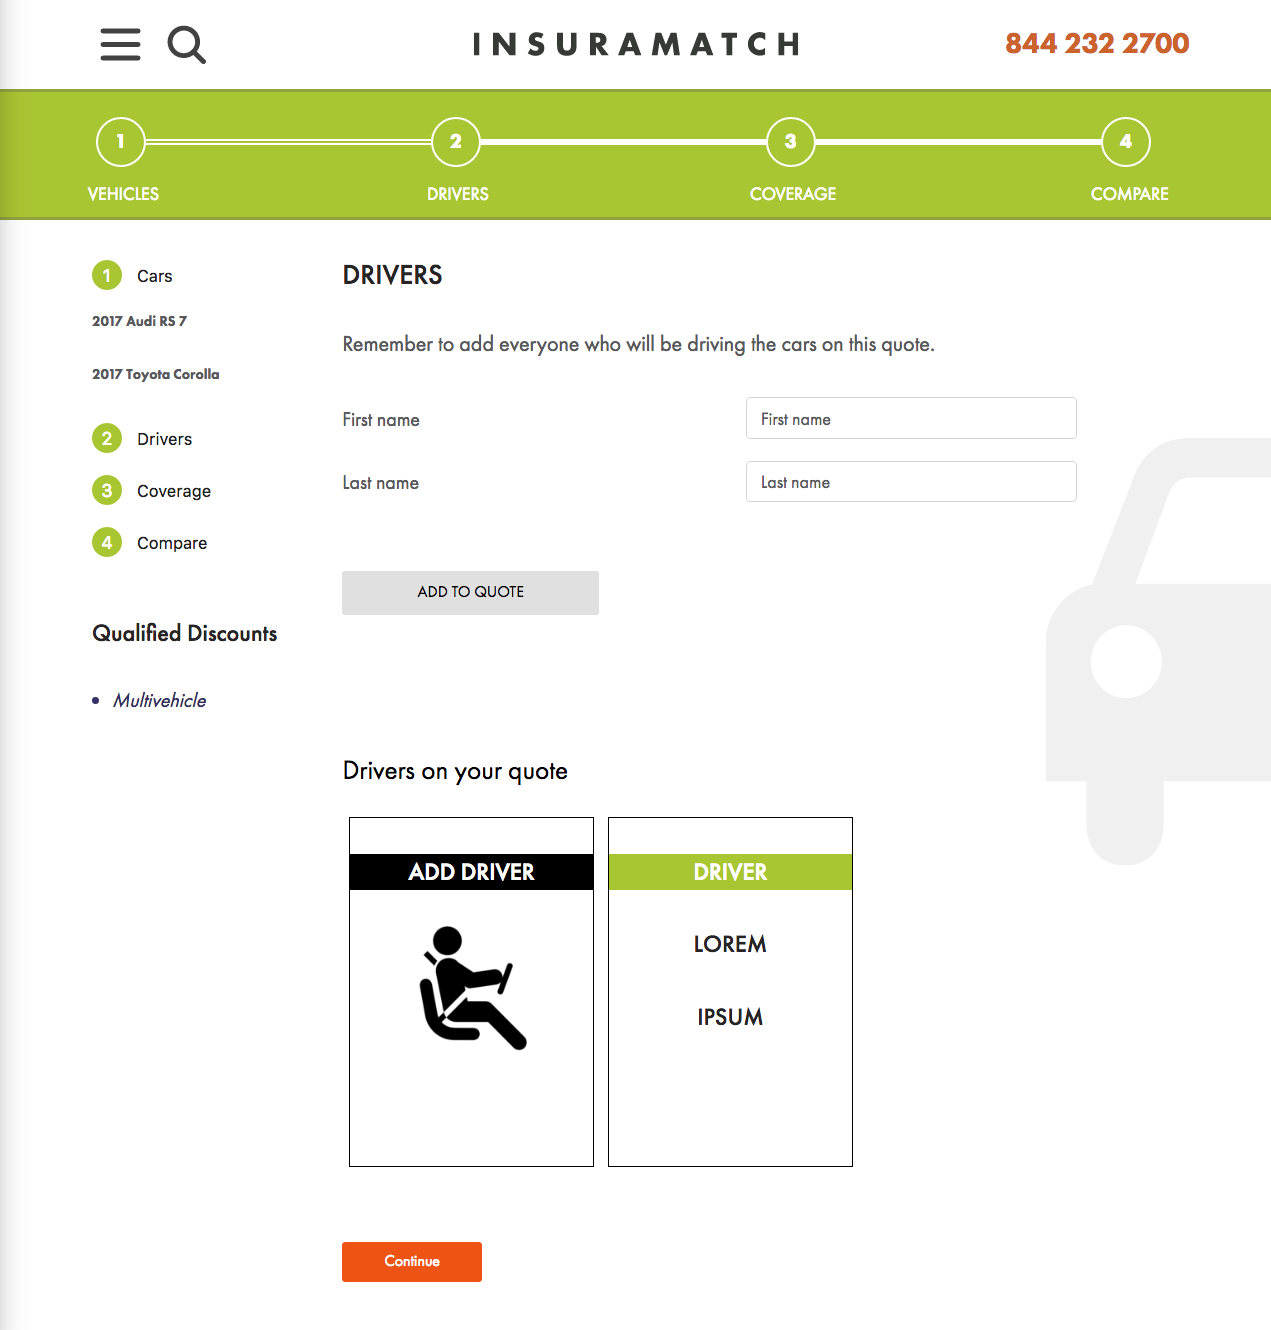 INSURAMATCH
844 232 2700
1
2
3
4
VEHICLES
DRIVERS
COVERAGE
COMPARE
1 Cars
2017 Audi RS 7
2017 Toyota Corolla
2 Drivers
3 Coverage
4 Compare
Qualified Discounts
• Multivehicle
DRIVERS
Remember to add everyone who will be driving the cars on this quote.
First name
First name
Last name
Last name
ADD TO QUOTE
Drivers on your quote
ADD DRIVER
DRIVER
LOREM
IPSUM
Continue